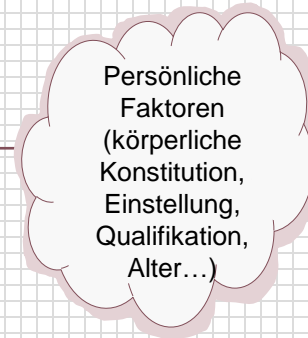 Persönliche
Faktoren
(körperliche
Konstitution,
Einstellung,
Qualifikation,
Alter…)